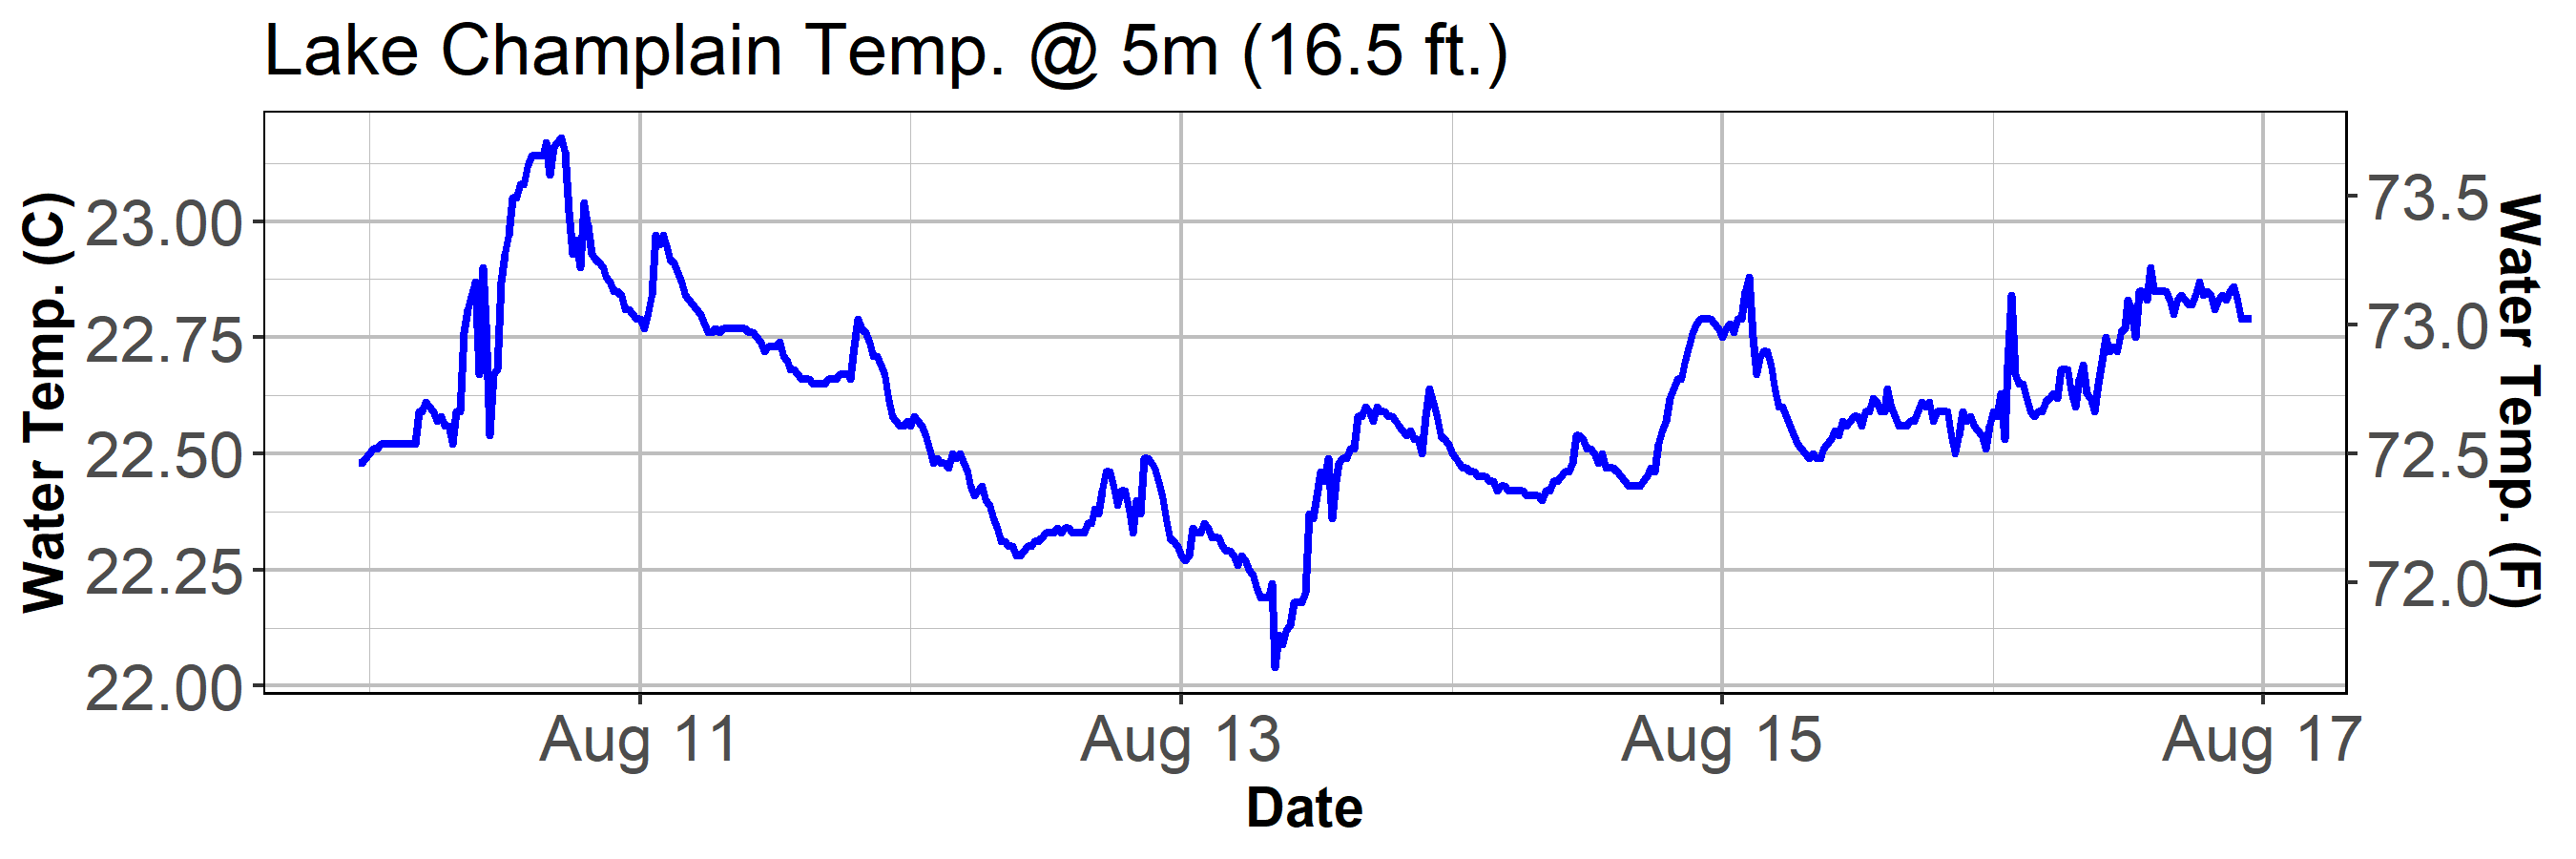 Lake Champlain Temp. @ 5m (16.5 ft.)
Water Temp. (C)
23.00
22.75
22.50
22.25
22.00
73.5
73.0
72.5
72.0
Water Temp. (F)
Aug 11 Aug 13 Aug 15 Aug 17
Date